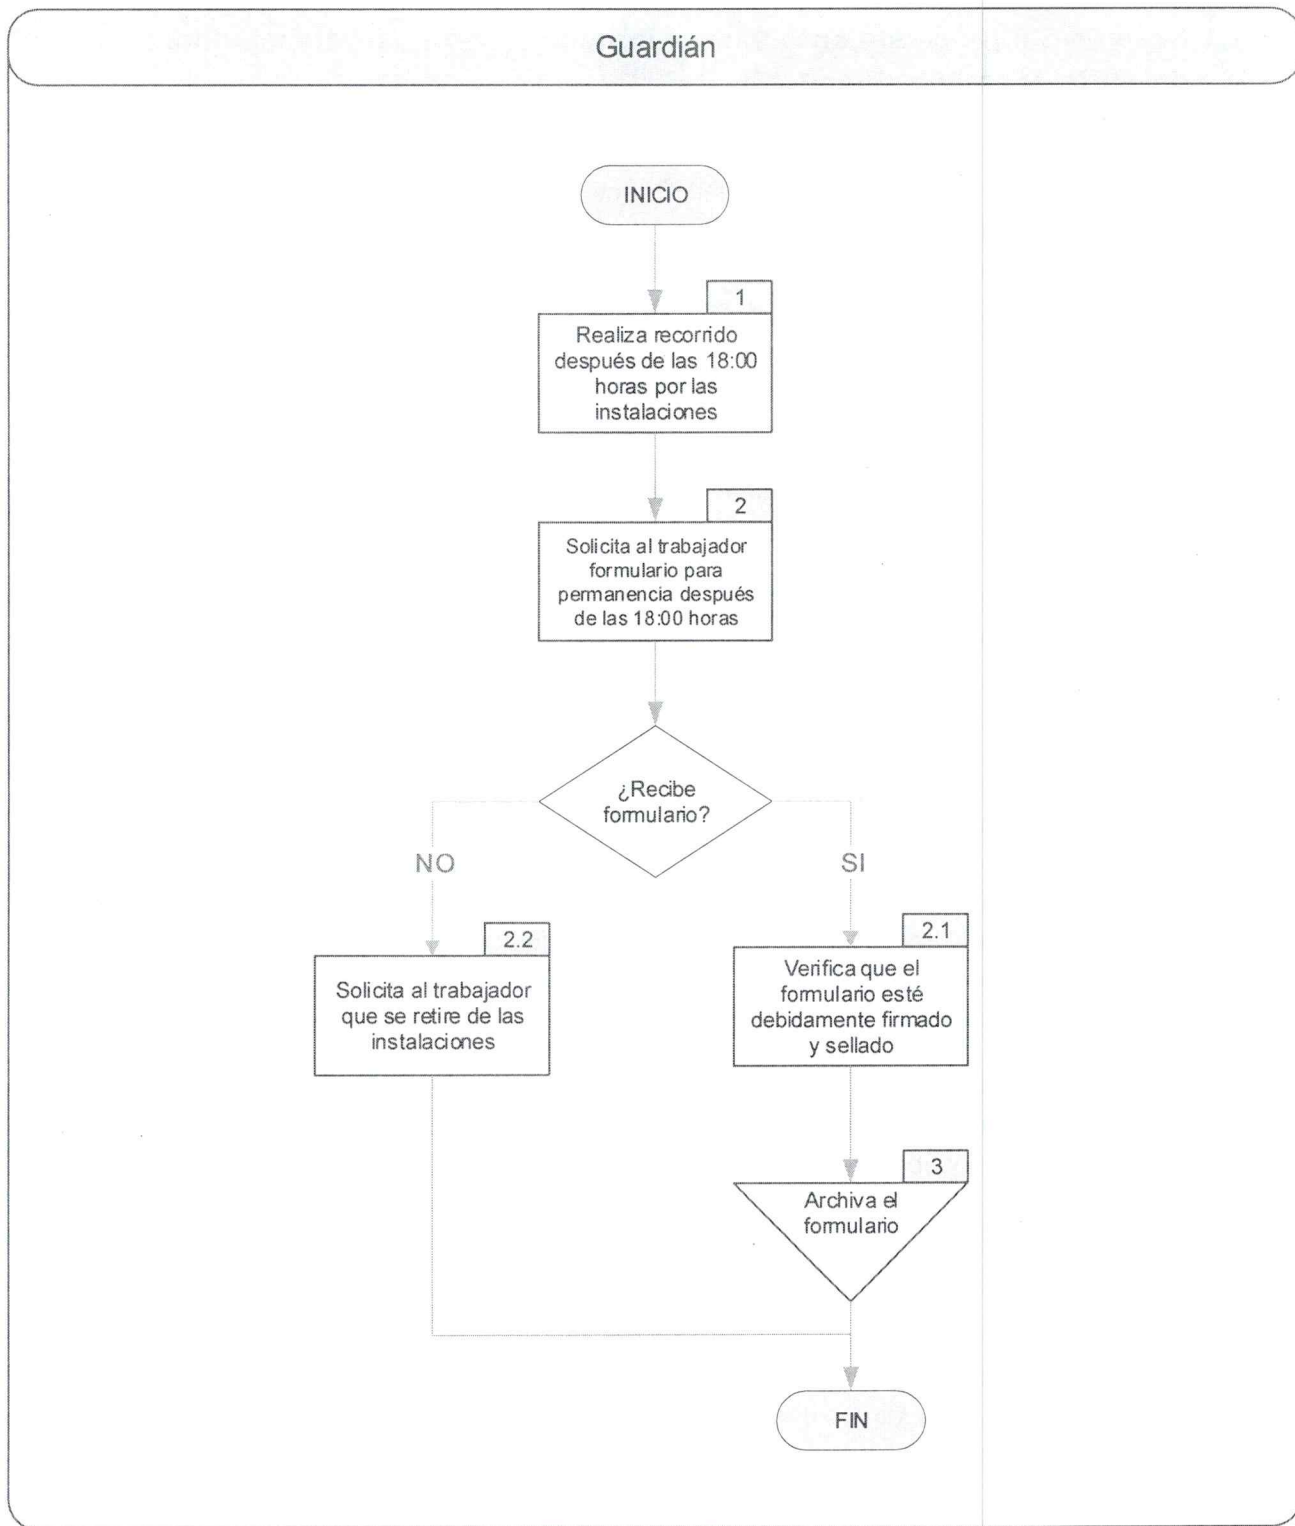 Guardián
INICIO
1
Realiza recorrido
después de las 18:00
horas por las
instalaciones
2
Solicita al trabajador
formulario para
permanencia después
de las 18:00 horas
¿Recibe
formulario?
NO
SI
2.2
Solicita al trabajador
que se retire de las
instalaciones
2.1
Verifica que el
formulario esté
debidamente firmado
y sellado
3
Archiva el
formulario
FIN